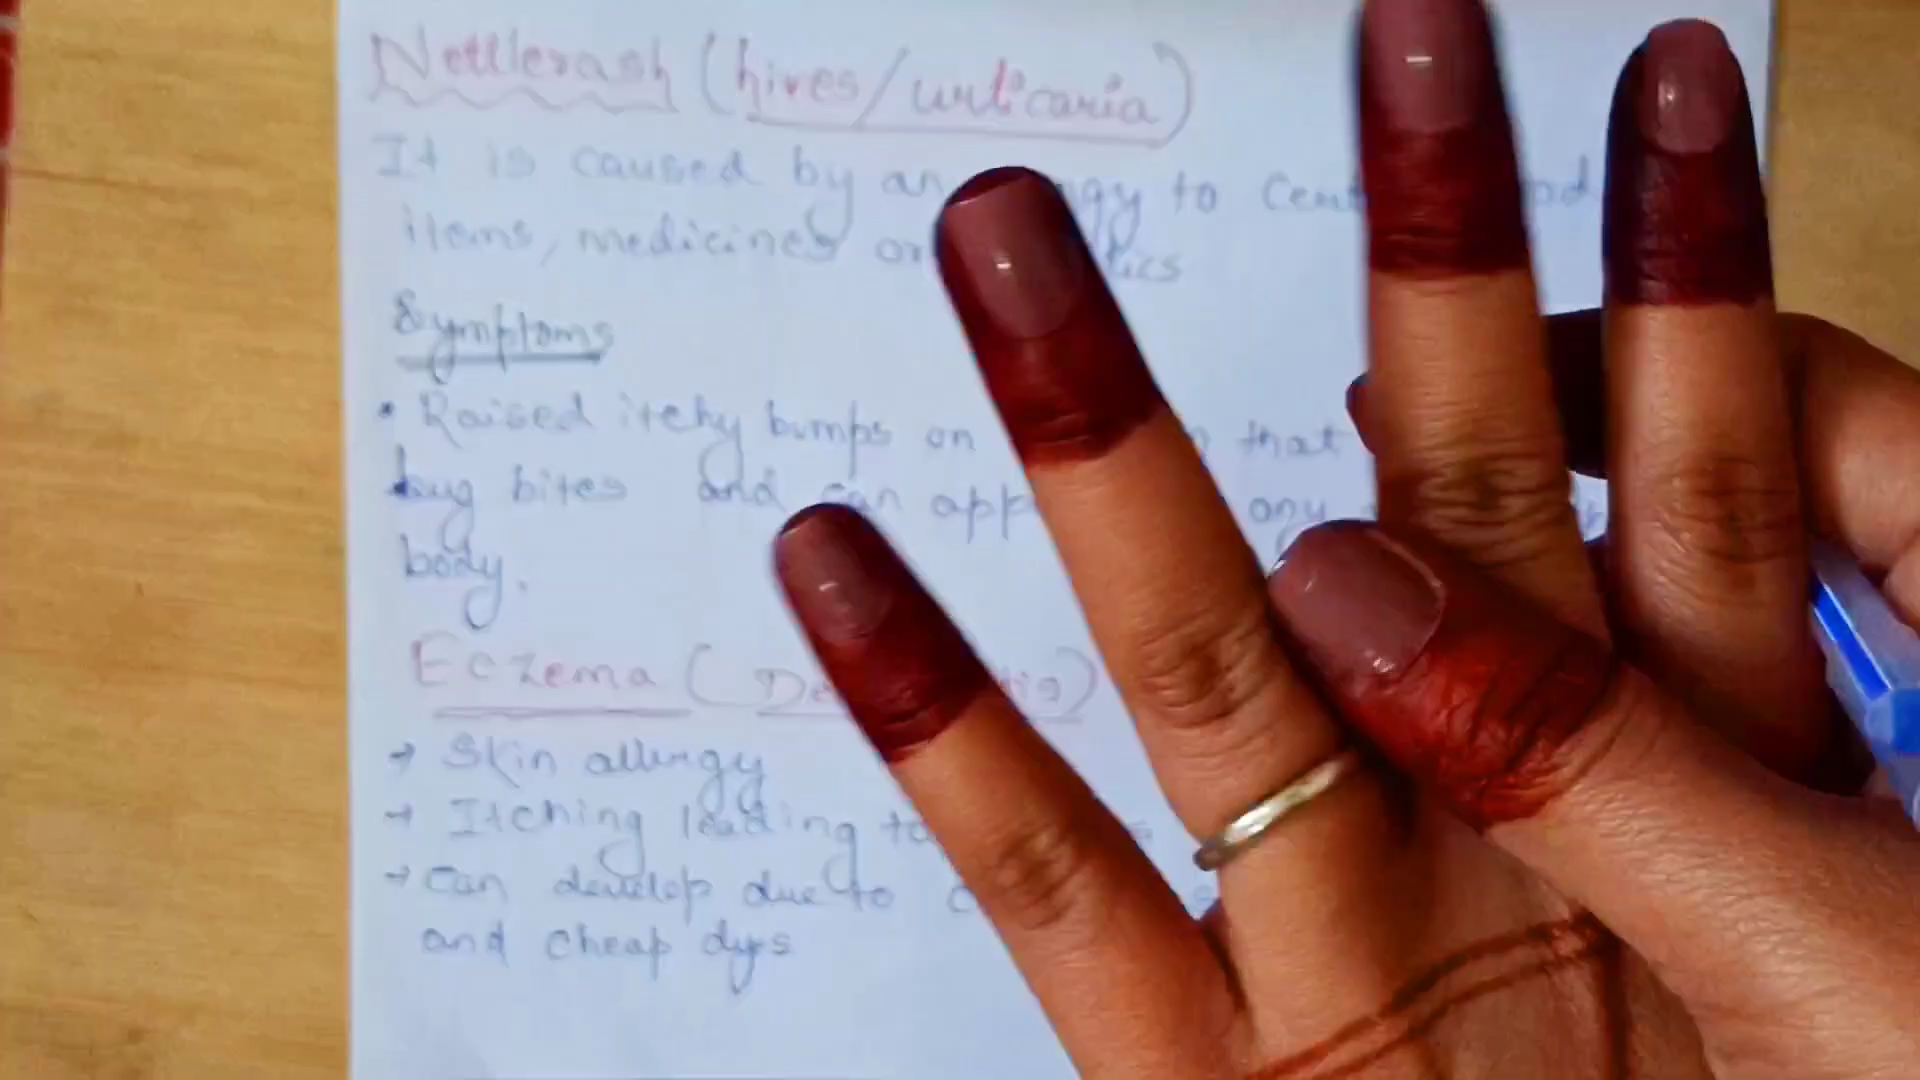 Nettlerash (hives/urticaria)
It is caused by an to
items, medicines or
Symptoms
• Raised itchy bumps on that
bug bites and can any
body.
Eczema (
→ Skin allergy
→ Itching leading to
→ Can develop due to
and cheap dyes